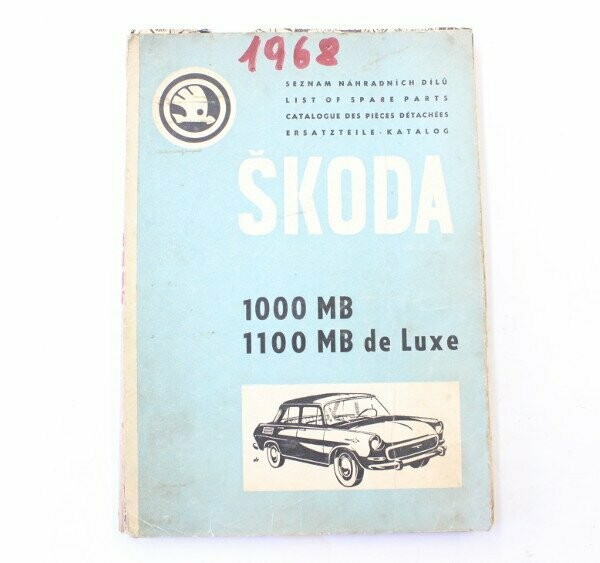 1968
SEZNAM NÁHRADNÍCH DÍLŮ
LIST OF SPARE PARTS
CATALOGUE DES PIÈCES DÉTACHÉES
ERSATZTEILE - KATALOG
ŠKODA
1000 MB
1100 MB de Luxe